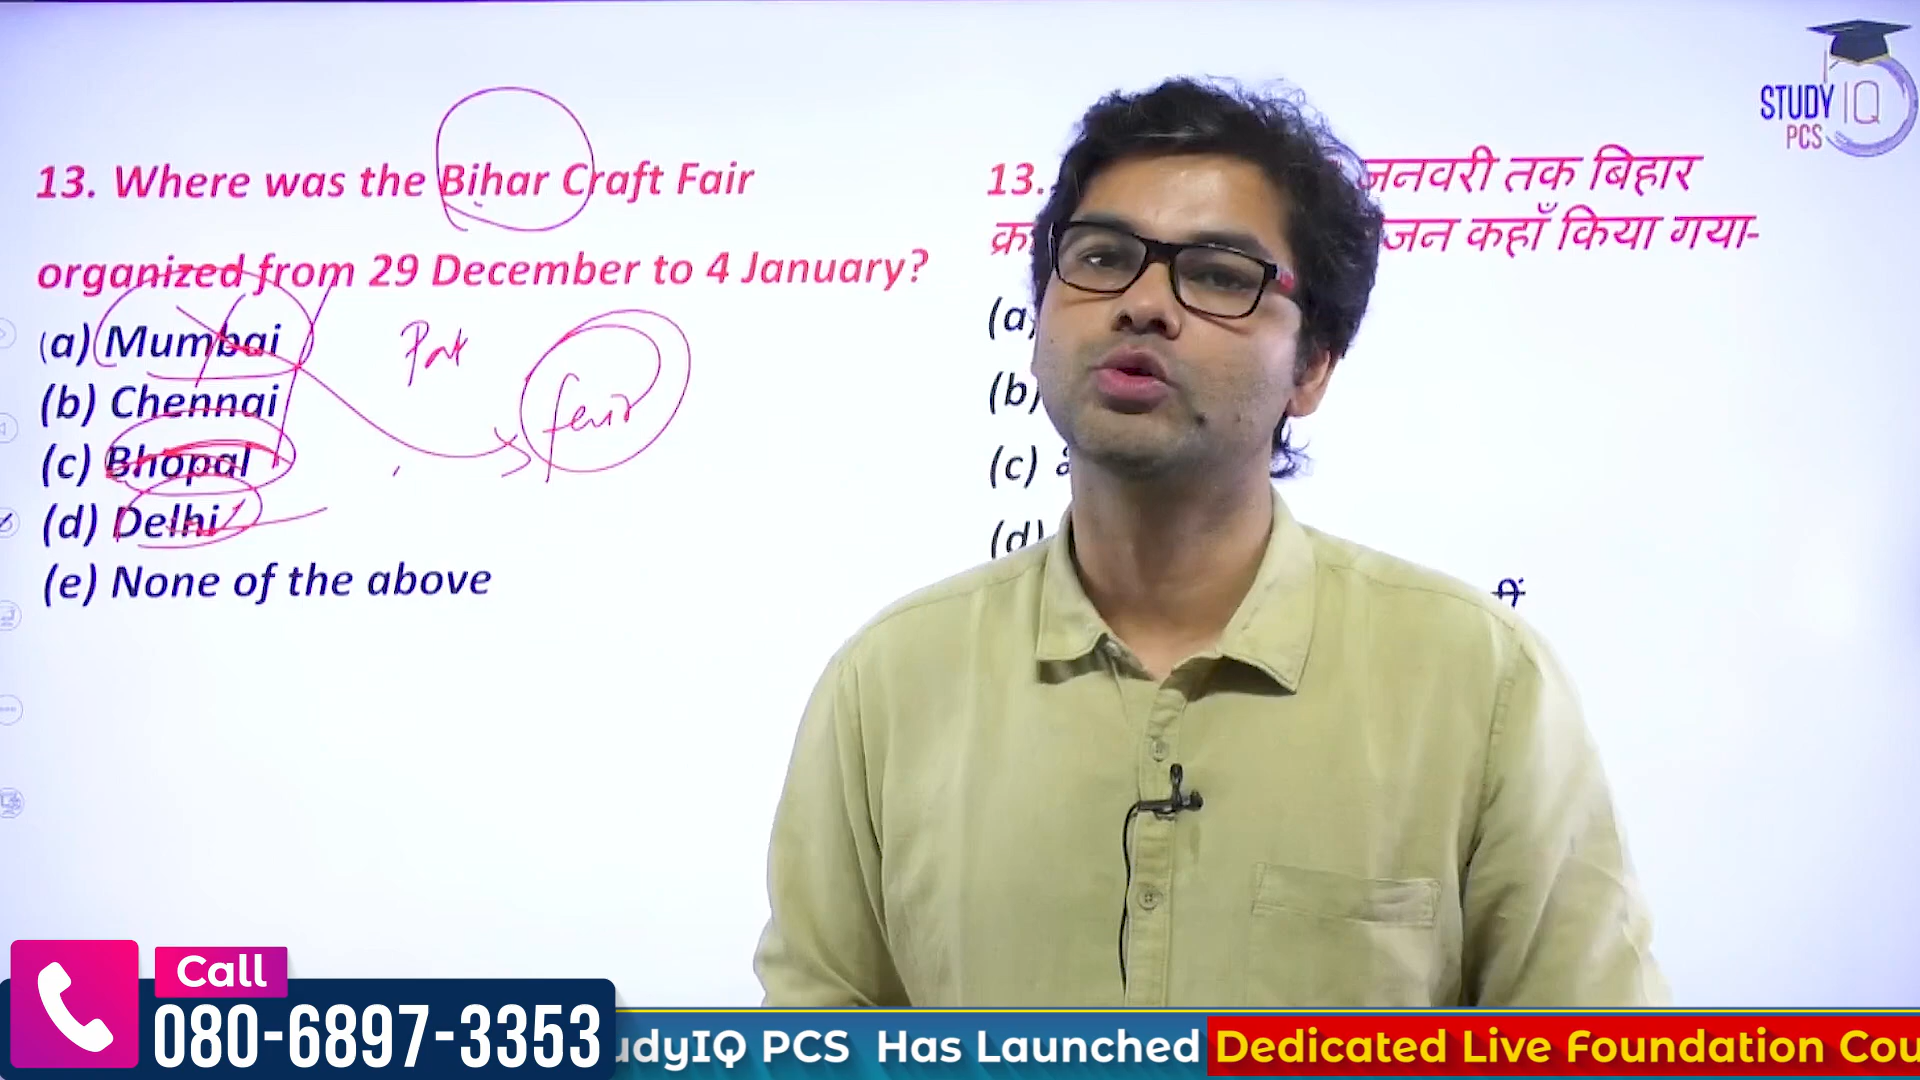 STUDY IQ
PCS
13. Where was the Bihar Craft Fair
organized from 29 December to 4 January?
(a) Mumbai
(b) Chennai
(c) Bhopal
(d) Delhi
(e) None of the above
Pat
13. जनवरी तक बिहार
जन कहाँ किया गया-
(a)
(b)
(c)
(d)
Call
080-6897-3353
udyIQ PCS Has Launched Dedicated Live Foundation Cou